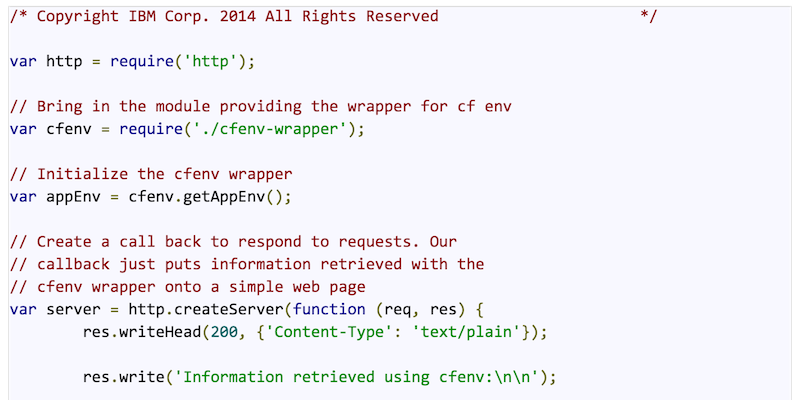 /* Copyright IBM Corp. 2014 All Rights Reserved                      */
var http = require('http');
// Bring in the module providing the wrapper for cf env
var cfenv = require('./cfenv-wrapper');
// Initialize the cfenv wrapper
var appEnv = cfenv.getAppEnv();
// Create a call back to respond to requests. Our
// callback just puts information retrieved with the
// cfenv wrapper onto a simple web page
var server = http.createServer(function (req, res) {
        res.writeHead(200, {'Content-Type': 'text/plain'});
        res.write('Information retrieved using cfenv:\n\n');